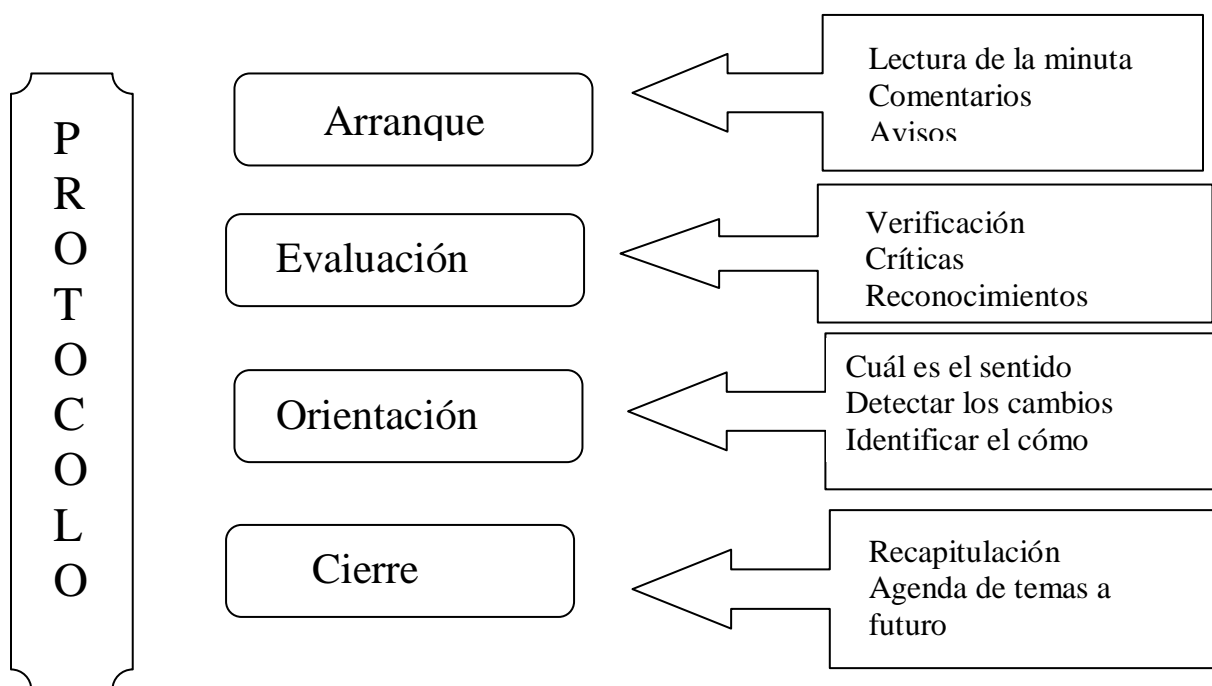 PROTOCOLO
Arranque
Lectura de la minuta
Comentarios
Avisos
Evaluación
Verificación
Críticas
Reconocimientos
Orientación
Cuál es el sentido
Detectar los cambios
Identificar el cómo
Cierre
Recapitulación
Agenda de temas a
futuro